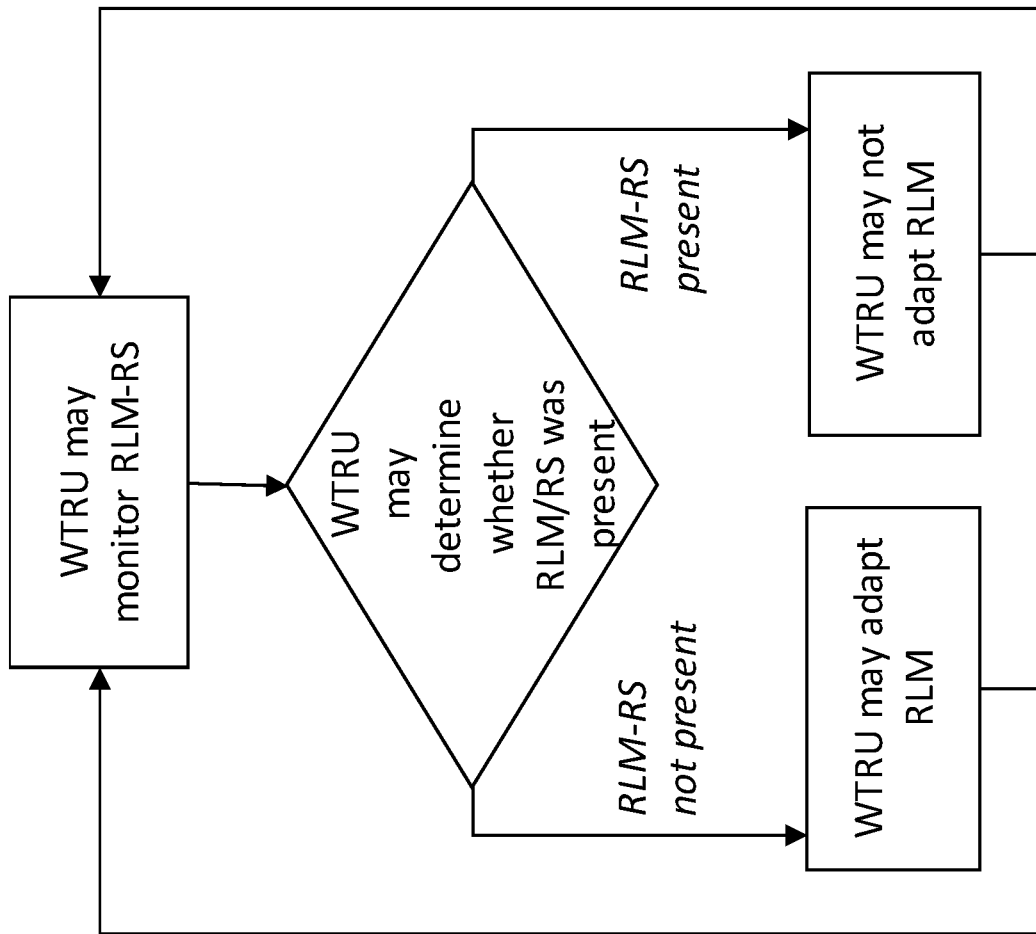 WTRU may
monitor RLM-RS
WTRU
may
determine
whether
RLM/RS was
present
RLM-RS
not present
RLM-RS
present
WTRU may adapt
RLM
WTRU may not
adapt RLM